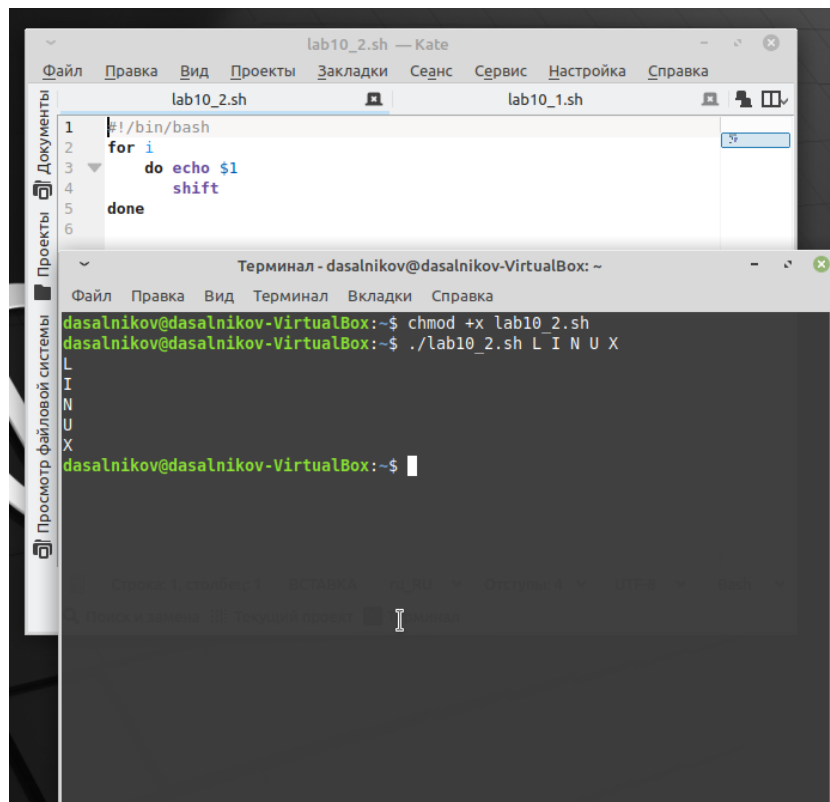 lab10_2.sh — Kate
Файл Правка Вид Проекты Закладки Сеанс Сервис Настройка Справка
lab10_2.sh lab10_1.sh
Документы
Проекты
Просмотр файловой системы
1 #!/bin/bash
2 for i
3 do echo $1
4 shift
5 done
6
Терминал - dasalnikov@dasalnikov-VirtualBox: ~
Файл Правка Вид Терминал Вкладки Справка
dasalnikov@dasalnikov-VirtualBox:~$ chmod +x lab10_2.sh
dasalnikov@dasalnikov-VirtualBox:~$ ./lab10_2.sh L I N U X
L
I
N
U
X
dasalnikov@dasalnikov-VirtualBox:~$